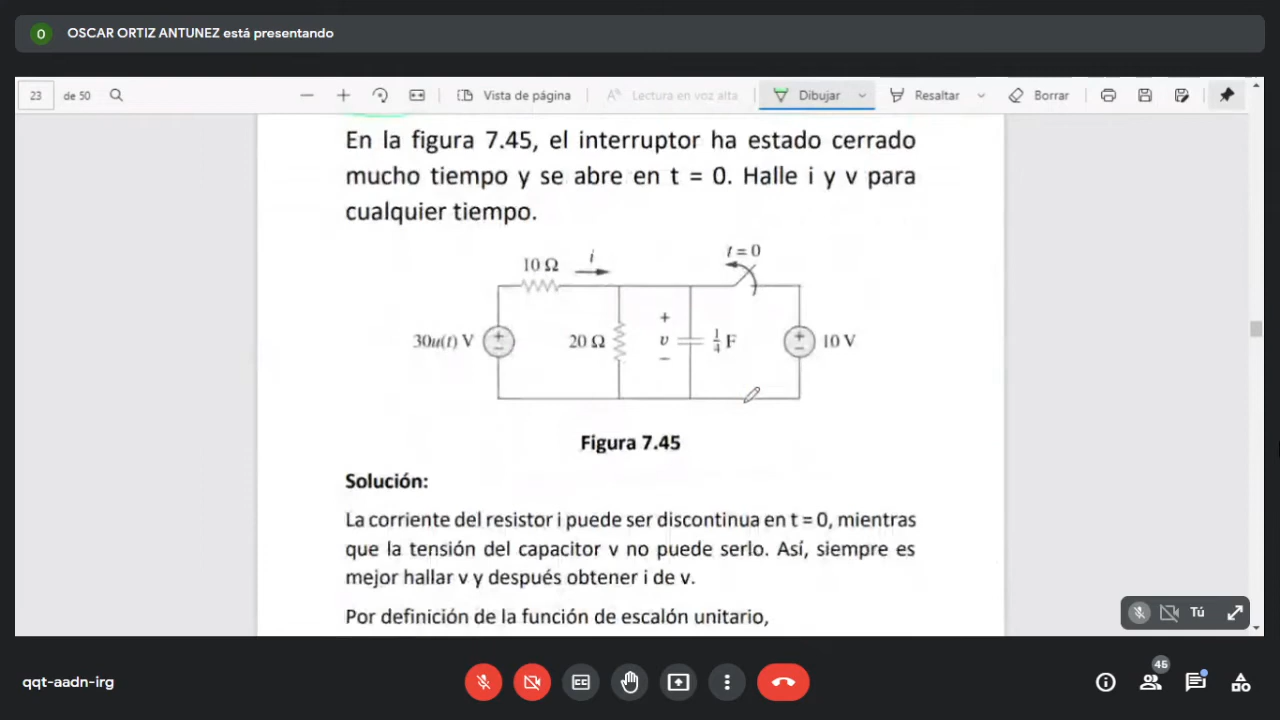 O OSCAR ORTIZ ANTUNEZ está presentando
23 de 50 Vista de página Lectura en voz alta Dibujar Resaltar Borrar
En la figura 7.45, el interruptor ha estado cerrado
mucho tiempo y se abre en t = 0. Halle i y v para
cualquier tiempo.
t = 0
10 Ω i
+
30u(t) V + − 20 Ω v 1/4 F + − 10 V
−
Figura 7.45
Solución:
La corriente del resistor i puede ser discontinua en t = 0, mientras
que la tensión del capacitor v no puede serlo. Así, siempre es
mejor hallar v y después obtener i de v.
Por definición de la función de escalón unitario,
Tú
45
qqt-aadn-irg